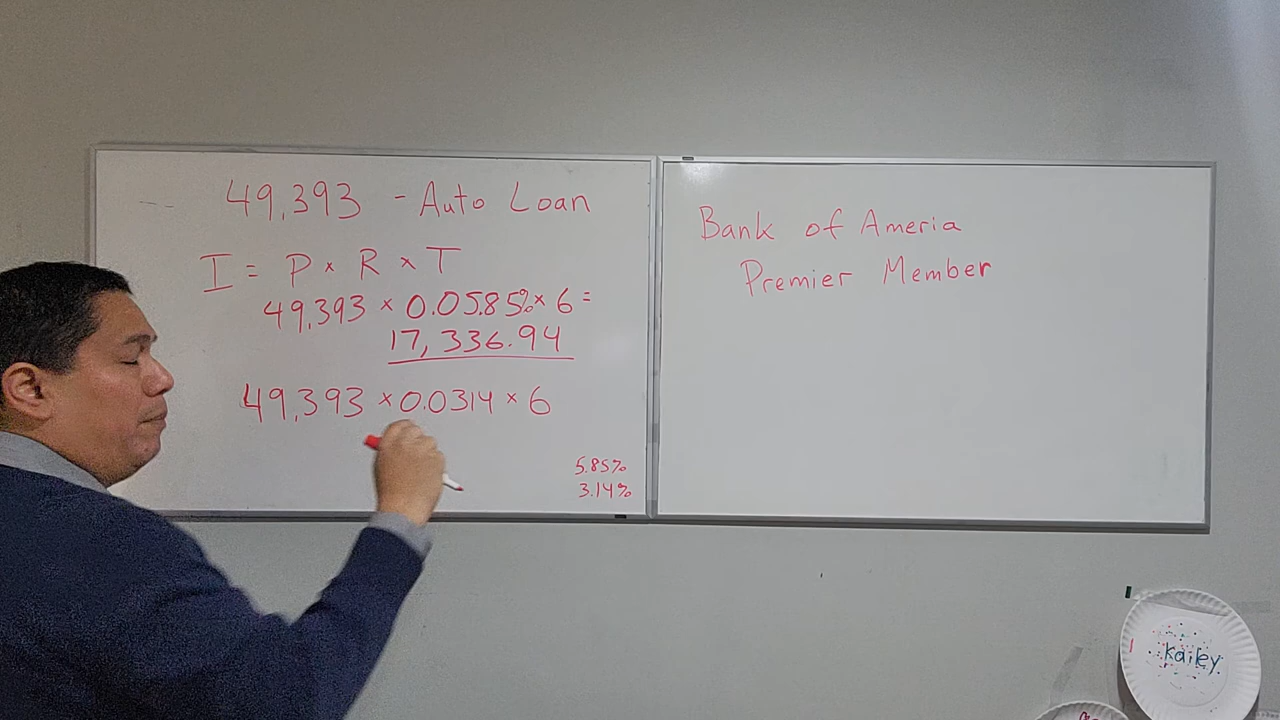 49,393 - Auto Loan
I = P × R × T
49,393 × 0.0585% × 6 =
17,336.94
49,393 × 0.0314 × 6
5.85%
3.14%
Bank of Ameria
Premier Member
Kailey